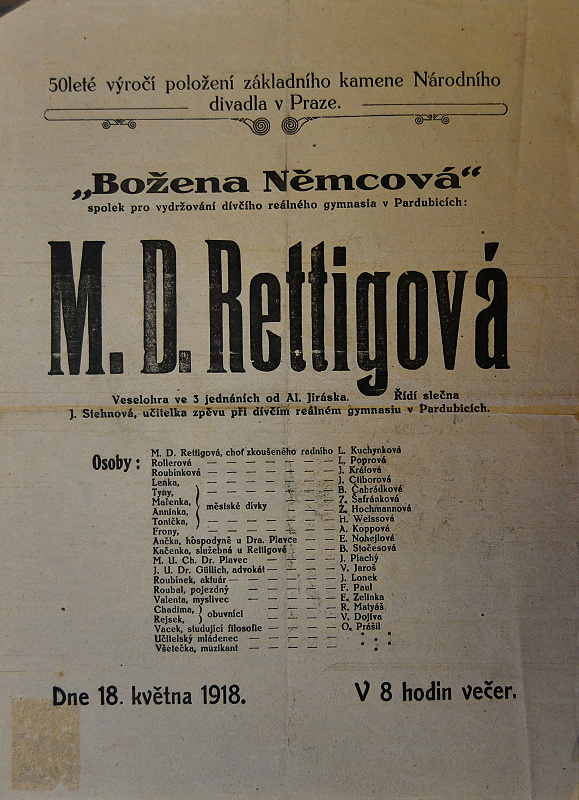 50leté výročí položení základního kamene Národního
divadla v Praze.
„Božena Němcová“
spolek pro vydržování dívčího reálného gymnasia v Pardubicích:
M. D. Rettigová
Veselohra ve 3 jednáních od Al. Jiráska. Řídí slečna
J. Stehnová, učitelka zpěvu při dívčím reálném gymnasiu v Pardubicích.
Osoby:
M. D. Rettigová, choť zkoušeného radního L. Kuchynková
Rollerová — L. Poprová
Roubínková — J. Králová
Lenka, — J. Ctiborová
Tyny, — B. Čabrádková
Mařenka, městské dívky — Z. Šafránková
Anninka, — Ž. Hochmannová
Tonička, — H. Weissová
Frony, — A. Koppová
Ančka, hospodyně u Dra. Plavce — E. Nohejlová
Kačenka, služebná u Rettigové — B. Stočesová
M. U. Ch. Dr. Plavec — J. Plachý
J. U. Dr. Güllich, advokát — V. Jaroš
Roubínek, aktuár — J. Lonek
Roubal, pojezdný — F. Paul
Valenta, myslivec — F. Zelinka
Chadima, obuvníci — R. Matyáš
Rejsek, — V. Dojiva
Vacek, studující filosofie — O. Prášil
Učitelský mládenec —
Všetečka, muzikant —
Dne 18. května 1918. V 8 hodin večer.